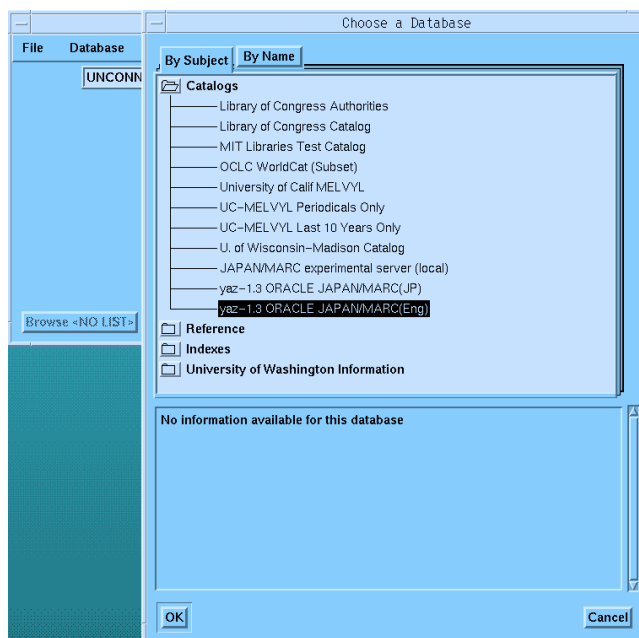 Choose a Database
File Database
By Subject By Name
UNCONN
Catalogs
Library of Congress Authorities
Library of Congress Catalog
MIT Libraries Test Catalog
OCLC WorldCat (Subset)
University of Calif MELVYL
UC-MELVYL Periodicals Only
UC-MELVYL Last 10 Years Only
U. of Wisconsin-Madison Catalog
JAPAN/MARC experimental server (local)
yaz-1.3 ORACLE JAPAN/MARC(JP)
yaz-1.3 ORACLE JAPAN/MARC(Eng)
Browse <NO LIST>
Reference
Indexes
University of Washington Information
No information available for this database
OK Cancel